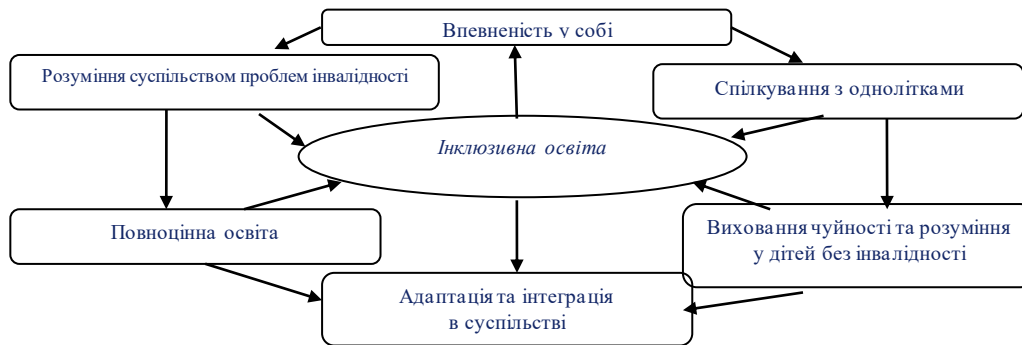 Впевненість у собі
Розуміння суспільством проблем інвалідності
Спілкування з однолітками
Інклюзивна освіта
Повноцінна освіта
Виховання чуйності та розуміння
у дітей без інвалідності
Адаптація та інтеграція
в суспільстві